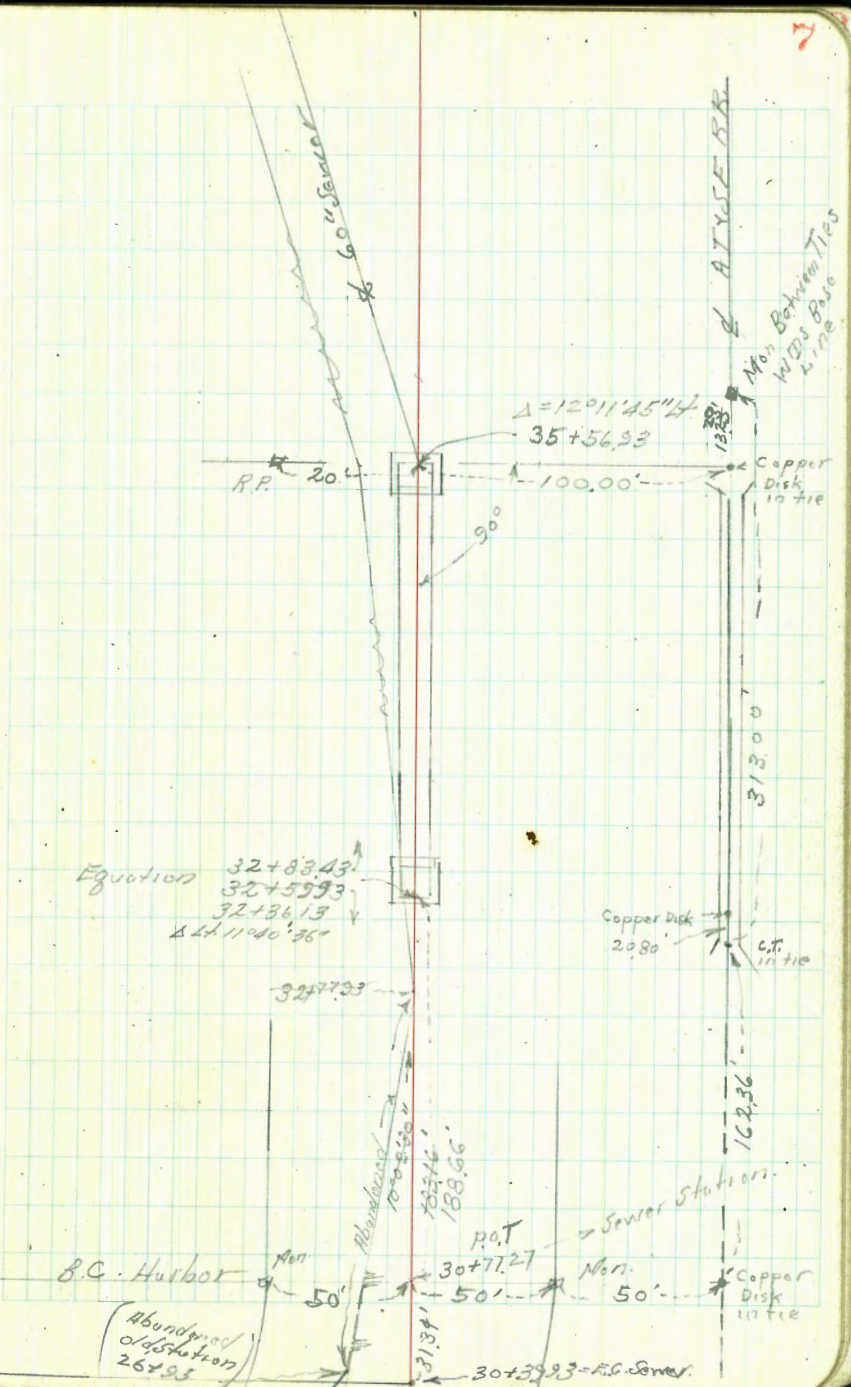 7
℄ 60" Sewer
℄ AT&SF RR.
Mon Between Ties
Base
Line
Δ=12°11'45" Lt
35+56.93
R.P.
20'
100.00'
Copper
Disk
in tie
90°
313.00'
Equation
32+83.43
32+59.93
32+36.13
Δ Lt. 11°40'36"
Copper Disk
20.80'
C.T.
in tie
32+77.93
162.36'
Abandoned
188.66'
Sewer Station.
P.O.T
30+77.27
B.C. Harbor
Mon
50'
50'
Mon.
50'
Copper
Disk
in tie
Abandoned
old station
26+93
31.34'
30+39.93=E.C. Sewer.